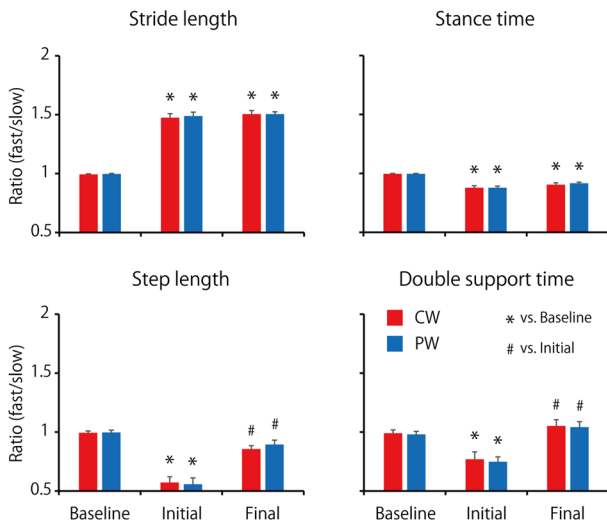 Stride length
Stance time
Ratio (fast/slow)
2
1.5
1
0.5
* * * *
* * * *
Step length
Double support time
Ratio (fast/slow)
2
1.5
1
0.5
CW
PW
* vs. Baseline
# vs. Initial
* * # #
* * # #
Baseline Initial Final
Baseline Initial Final